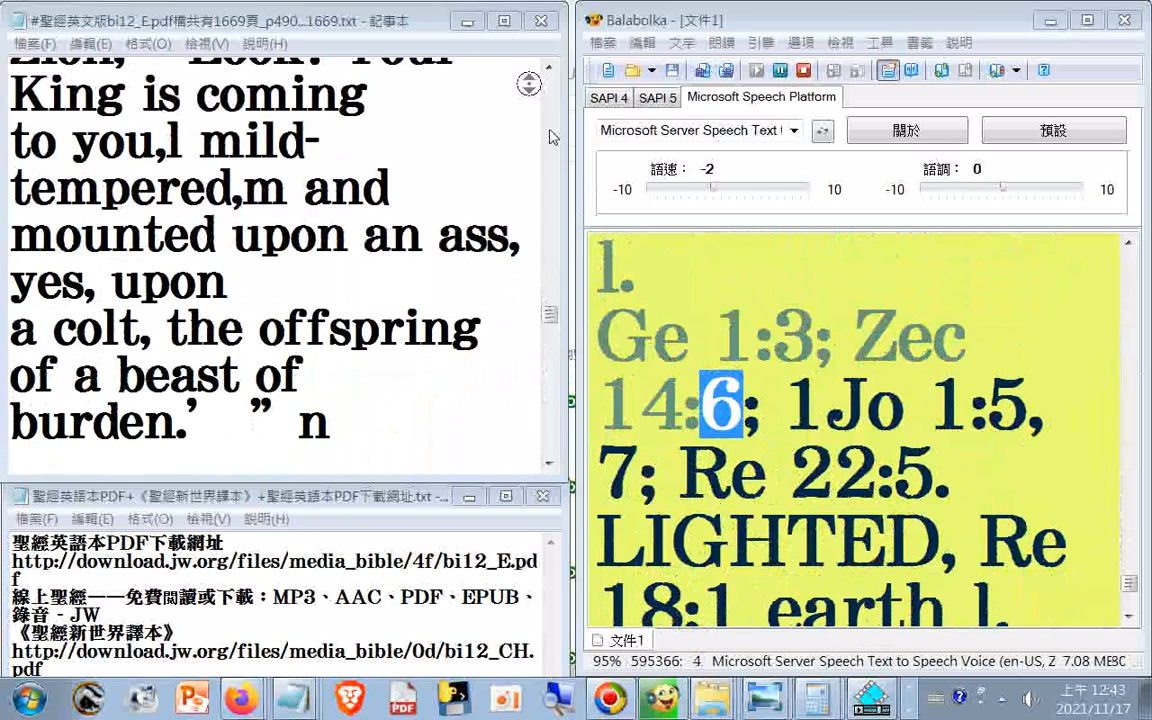 #聖經英文版bi12_E.pdf檔共有1669頁_p490...1669.txt - 記事本
檔案(F) 編輯(E) 格式(O) 檢視(V) 說明(H)
Zion, “Look! Your
King is coming
to you,l mild-
tempered,m and
mounted upon an ass,
yes, upon
a colt, the offspring
of a beast of
burden.’ ” n
聖經英語本PDF+《聖經新世界譯本》+聖經英語本PDF下載網址.txt -...
檔案(F) 編輯(E) 格式(O) 檢視(V) 說明(H)
聖經英語本PDF下載網址
http://download.jw.org/files/media_bible/4f/bi12_E.pd
f
線上聖經——免費閱讀或下載：MP3、AAC、PDF、EPUB、
錄音 - JW
《聖經新世界譯本》
http://download.jw.org/files/media_bible/0d/bi12_CH.
pdf
Balabolka - [文件1]
檔案 編輯 文字 朗讀 引擎 選項 檢視 工具 書籤 說明
SAPI 4 SAPI 5 Microsoft Speech Platform
Microsoft Server Speech Text 關於 預設
語速： -2 語調： 0
-10 10 -10 10
l.
Ge 1:3; Zec
14:6; 1Jo 1:5,
7; Re 22:5.
LIGHTED, Re
18:1 earth l.
文件1
95% 595366: 4 Microsoft Server Speech Text to Speech Voice (en-US, Z 7.08 МЕВС
PDF
上午 12:43
2021/11/17